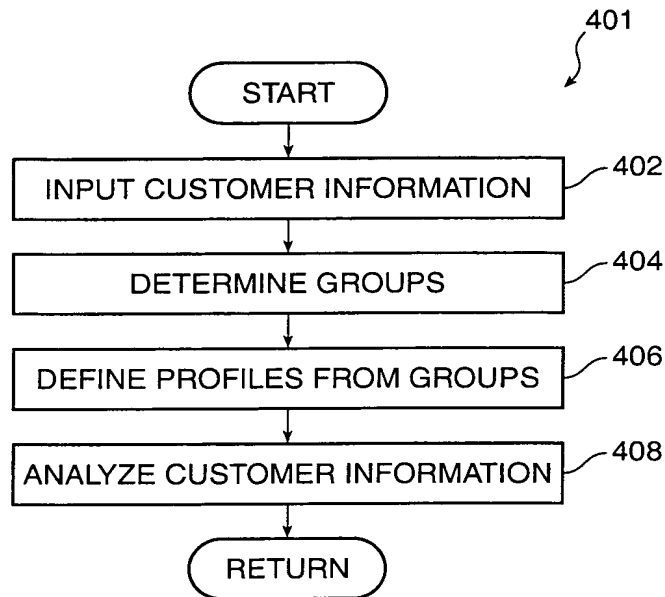 401
START
INPUT CUSTOMER INFORMATION
402
DETERMINE GROUPS
404
DEFINE PROFILES FROM GROUPS
406
ANALYZE CUSTOMER INFORMATION
408
RETURN